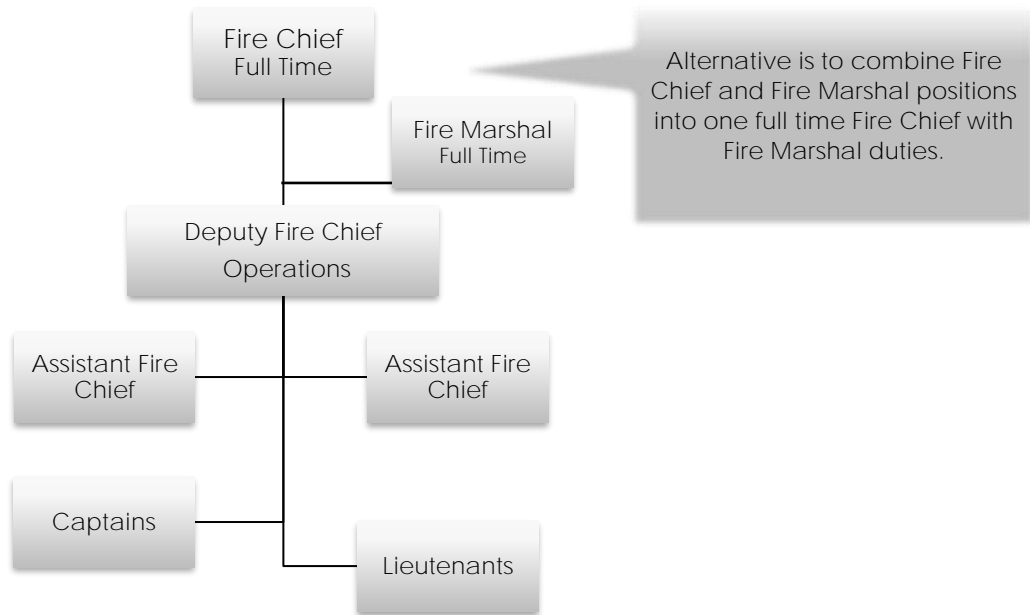 Fire Chief
Full Time
Alternative is to combine Fire
Chief and Fire Marshal positions
into one full time Fire Chief with
Fire Marshal duties.
Fire Marshal
Full Time
Deputy Fire Chief
Operations
Assistant Fire
Chief
Assistant Fire
Chief
Captains
Lieutenants